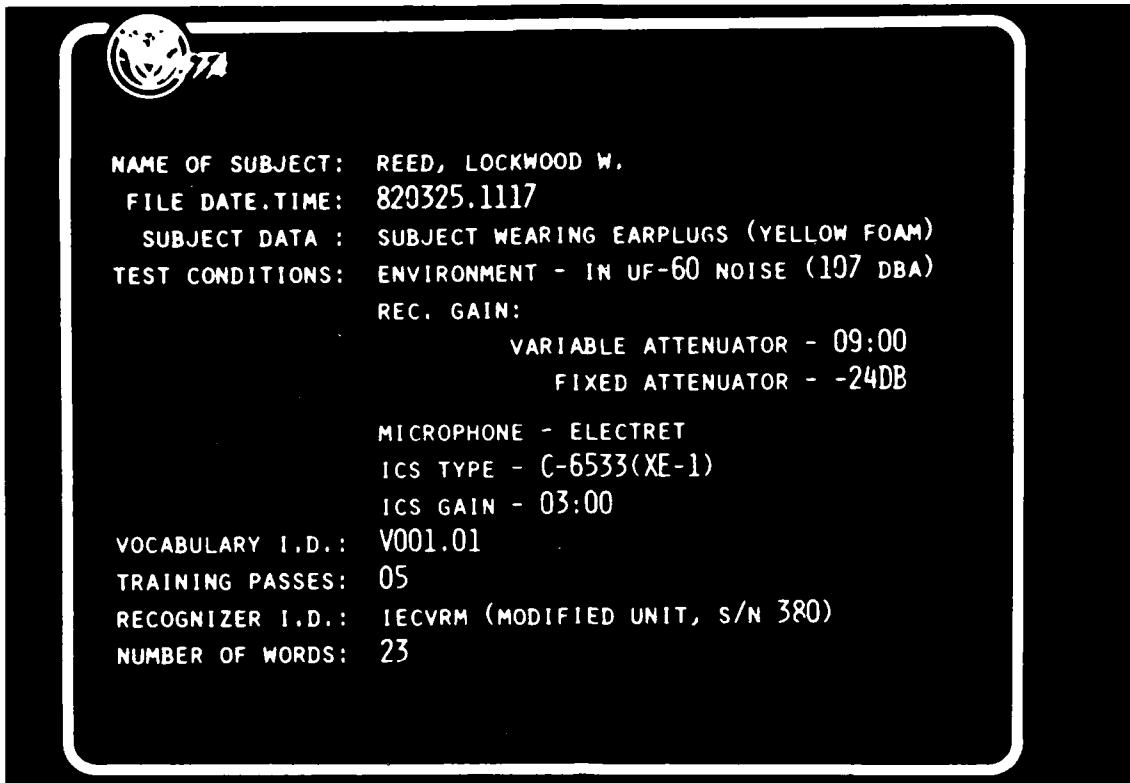 NAME OF SUBJECT: REED, LOCKWOOD W.
FILE DATE.TIME: 820325.1117
SUBJECT DATA : SUBJECT WEARING EARPLUGS (YELLOW FOAM)
TEST CONDITIONS: ENVIRONMENT - IN UF-60 NOISE (107 DBA)
REC. GAIN:
VARIABLE ATTENUATOR - 09:00
FIXED ATTENUATOR - -24DB
MICROPHONE - ELECTRET
ICS TYPE - C-6533(XE-1)
ICS GAIN - 03:00
VOCABULARY I.D.: V001.01
TRAINING PASSES: 05
RECOGNIZER I.D.: IECVRM (MODIFIED UNIT, S/N 380)
NUMBER OF WORDS: 23